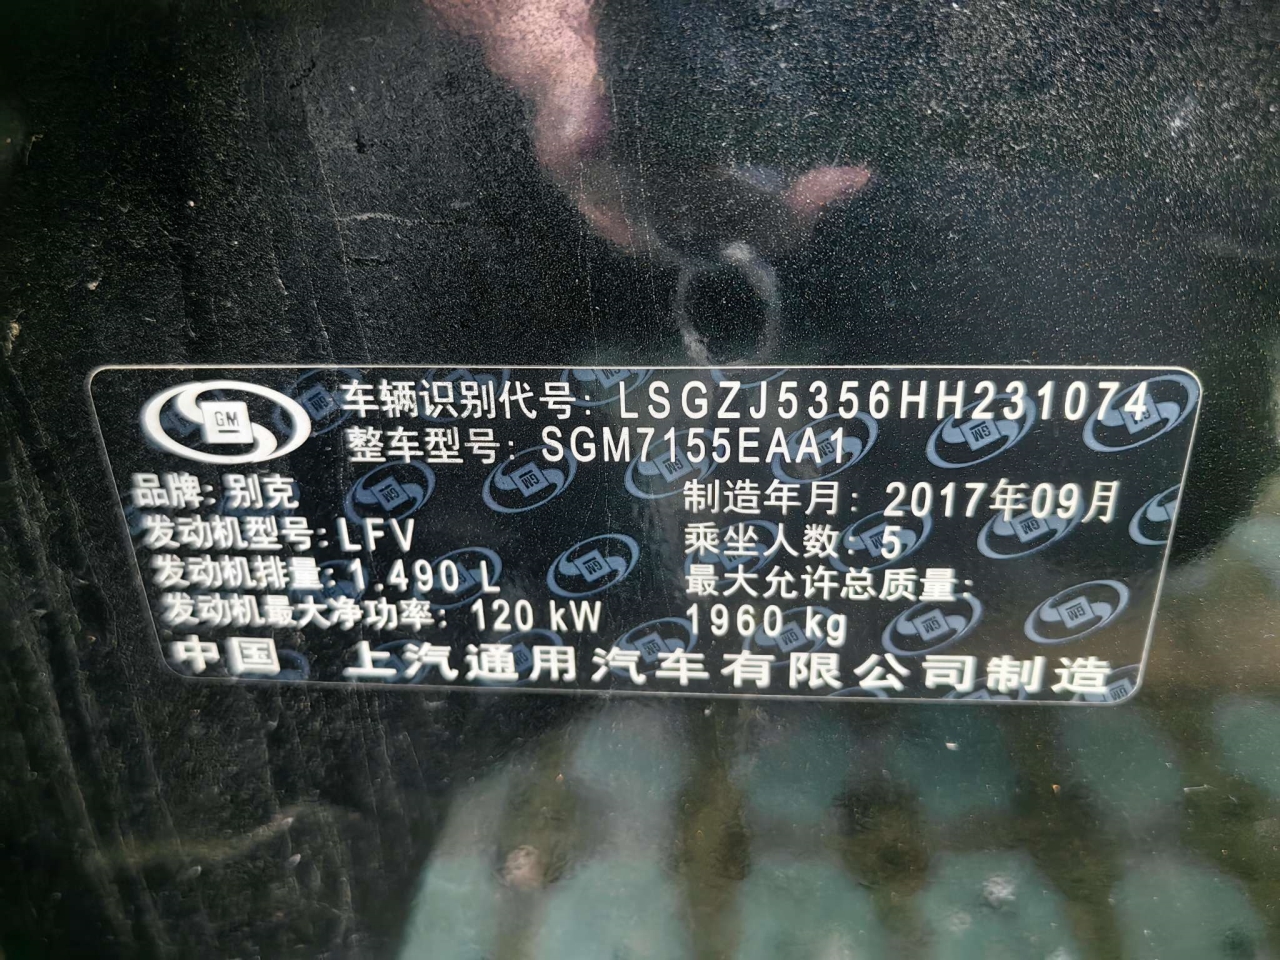 GM
车辆识别代号: LSGZJ5356HH231074
整车型号: SGM7155EAA1
品牌: 别克
制造年月: 2017年09月
发动机型号: LFV
乘坐人数: 5
发动机排量: 1.490 L
最大允许总质量:
发动机最大净功率: 120 kW
1960 kg
中国 上汽通用汽车有限公司制造